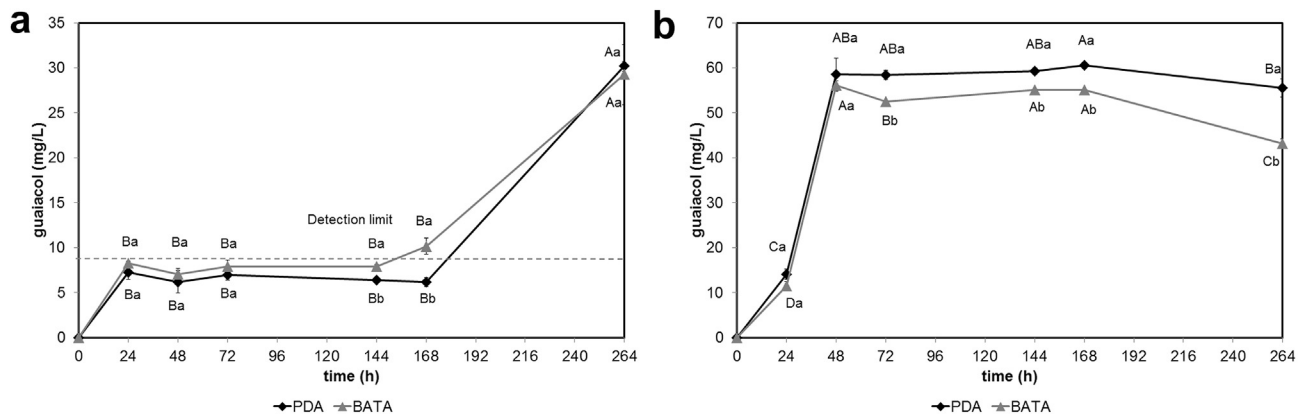 a
35
30
25
20
15
10
5
0
guaiacol (mg/L)
Aa
Aa
Detection limit
Ba
Ba
Ba
Ba
Ba
Ba
Ba
Ba
Bb
Bb
0 24 48 72 96 120 144 168 192 216 240 264
time (h)
PDA BATA
b
70
60
50
40
30
20
10
0
guaiacol (mg/L)
ABa
ABa
ABa
Aa
Ba
Aa
Bb
Ab
Ab
Cb
Ca
Da
0 24 48 72 96 120 144 168 192 216 240 264
time (h)
PDA BATA